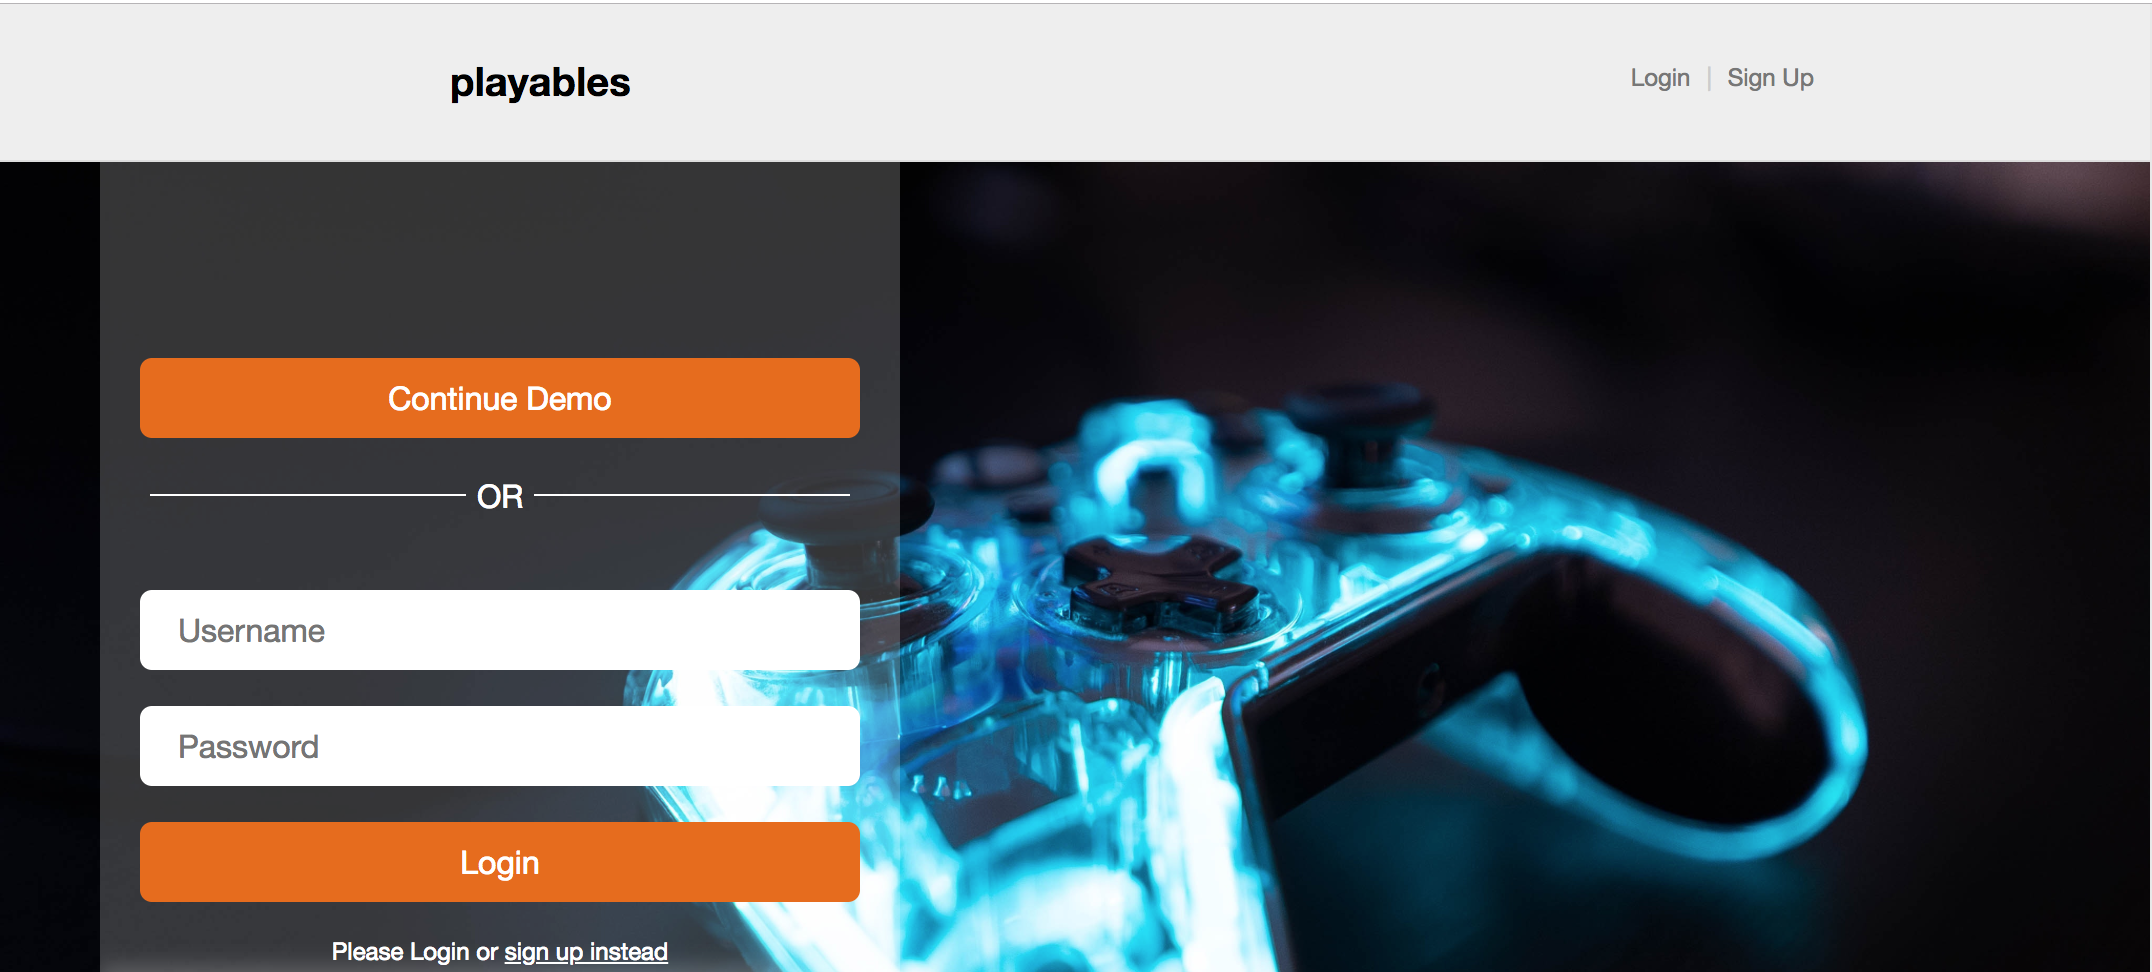 playables
Login | Sign Up
Continue Demo
OR
Username
Password
Login
Please Login or sign up instead